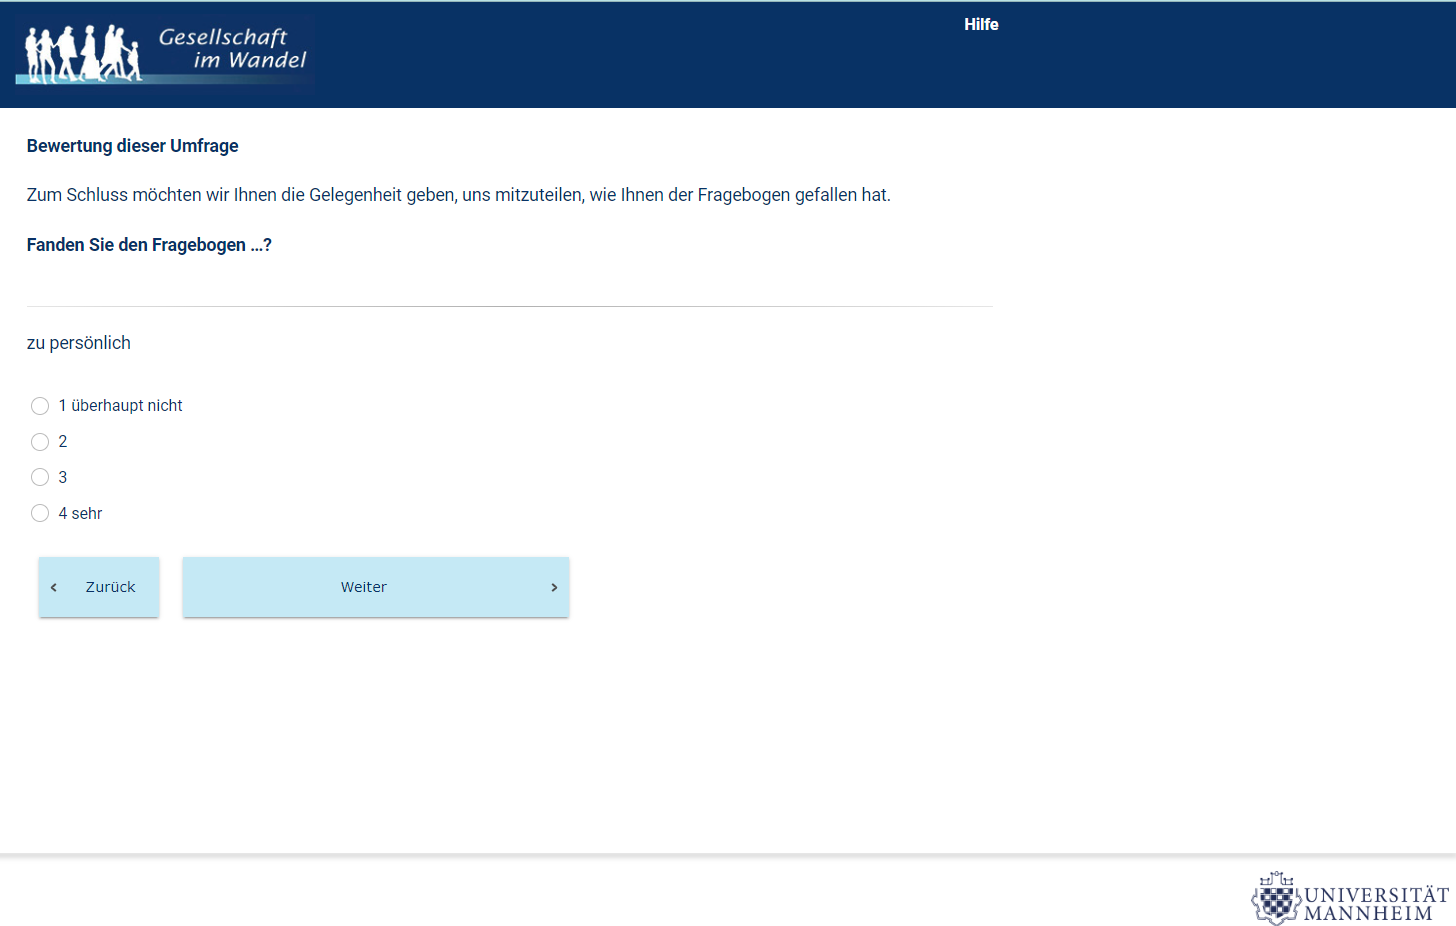 Gesellschaft
im Wandel
Hilfe
Bewertung dieser Umfrage
Zum Schluss möchten wir Ihnen die Gelegenheit geben, uns mitzuteilen, wie Ihnen der Fragebogen gefallen hat.
Fanden Sie den Fragebogen ...?
zu persönlich
1 überhaupt nicht
2
3
4 sehr
Zurück
Weiter
UNIVERSITÄT
MANNHEIM